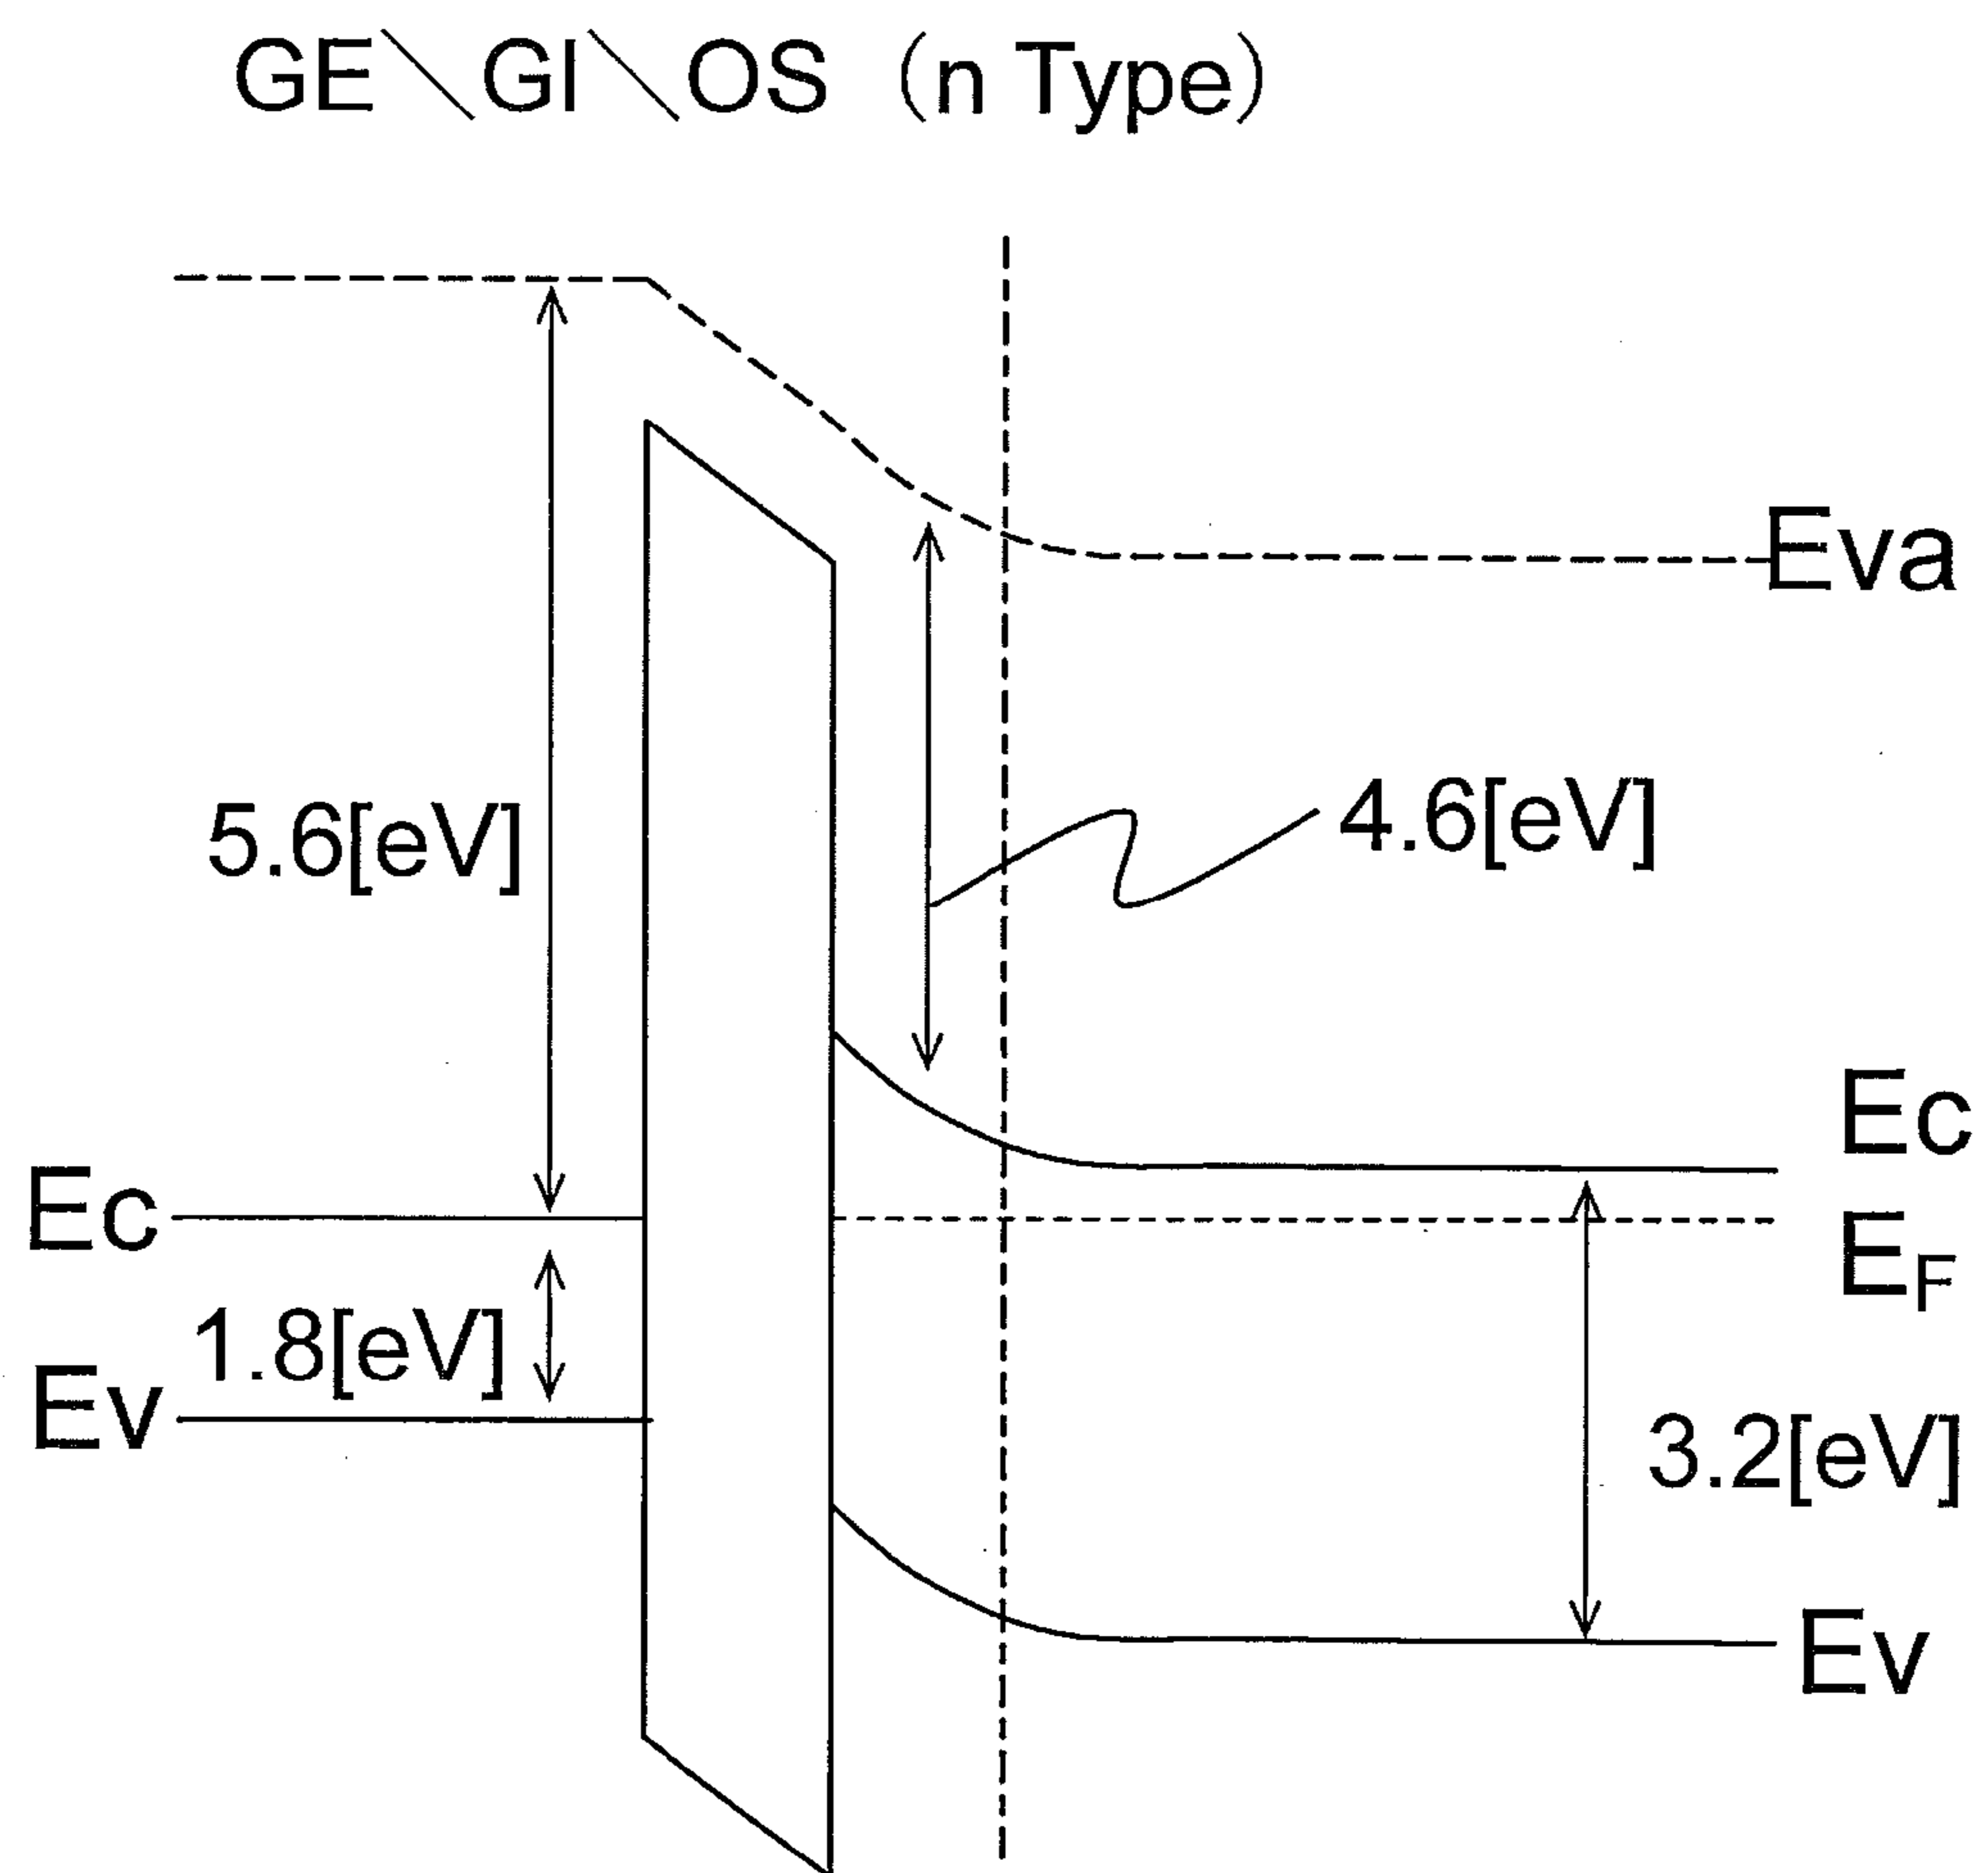 GE＼GI＼OS (n Type)
Eva
5.6[eV]
4.6[eV]
Ec
Ec
EF
1.8[eV]
Ev
3.2[eV]
Ev